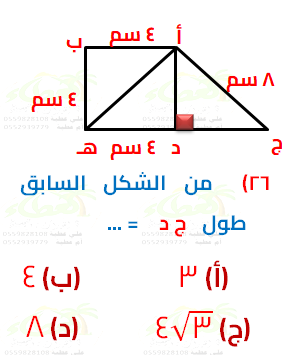 ٤ سم
أ
ب
٨ سم
٤ سم
هـ
٤ سم
د
ج
٢٦) من الشكل السابق
طول ج د = ...
(أ) ٣
(ب) ٤
(ج) ٤√٣
(د) ٨